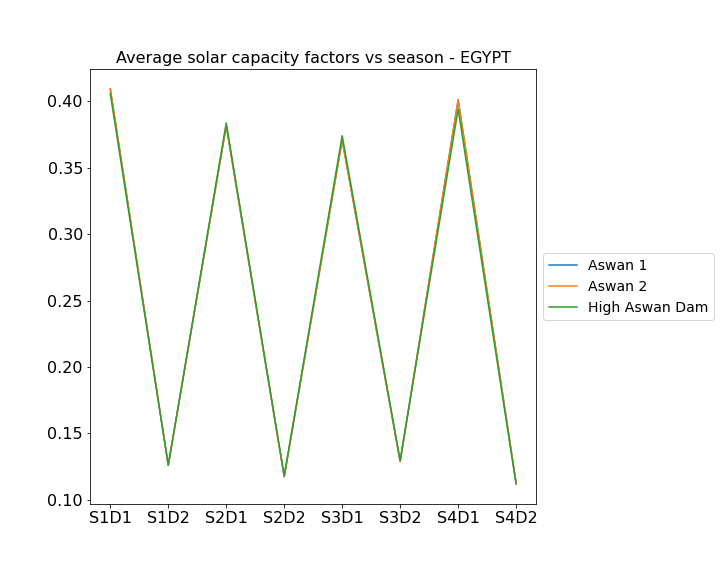 Average solar capacity factors vs season - EGYPT
0.40
0.35
0.30
0.25
0.20
0.15
0.10
S1D1 S1D2 S2D1 S2D2 S3D1 S3D2 S4D1 S4D2
Aswan 1
Aswan 2
High Aswan Dam